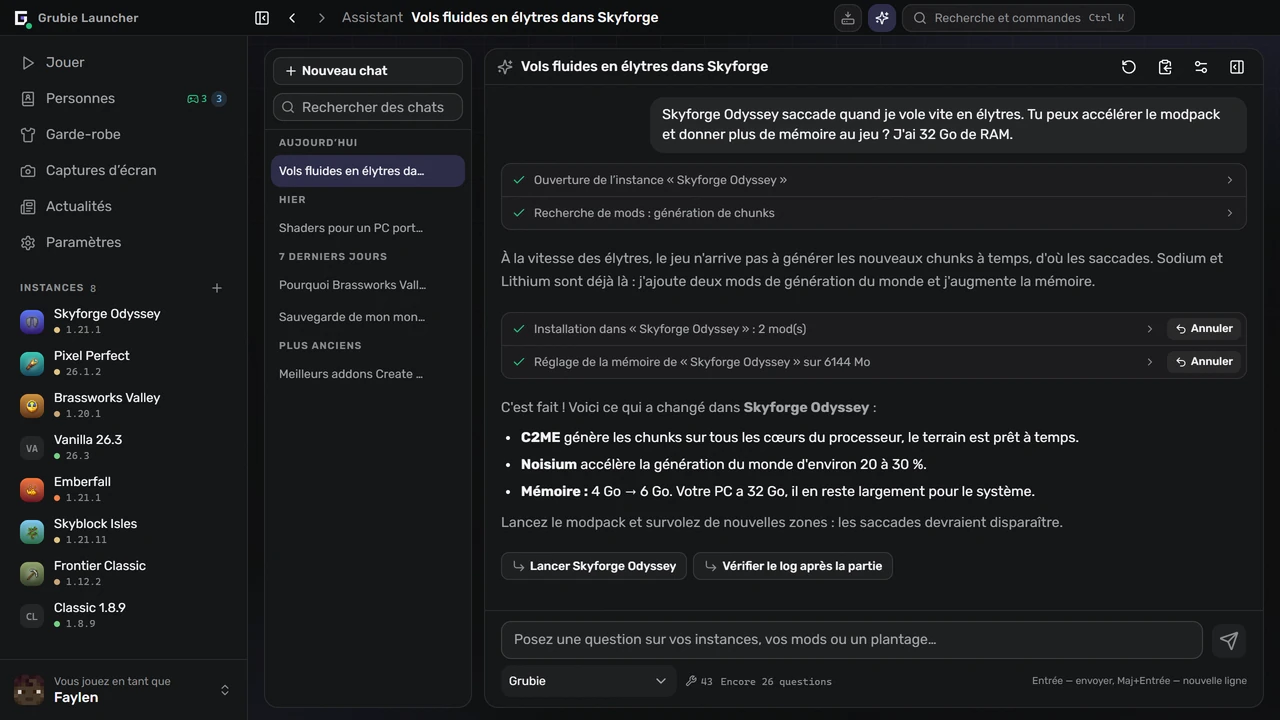 Grubie Launcher
Assistant Vols fluides en élytres dans Skyforge
Recherche et commandes Ctrl K
Jouer
Personnes 3 3
Garde-robe
Captures d’écran
Actualités
Paramètres
INSTANCES 8
Skyforge Odyssey
1.21.1
Pixel Perfect
26.1.2
Brassworks Valley
1.20.1
VA
Vanilla 26.3
26.3
Emberfall
1.21.1
Skyblock Isles
1.21.11
Frontier Classic
1.12.2
CL
Classic 1.8.9
1.8.9
Vous jouez en tant que
Faylen
Nouveau chat
Rechercher des chats
AUJOURD'HUI
Vols fluides en élytres da…
HIER
Shaders pour un PC port…
7 DERNIERS JOURS
Pourquoi Brassworks Vall…
Sauvegarde de mon mon…
PLUS ANCIENS
Meilleurs addons Create …
Vols fluides en élytres dans Skyforge
Skyforge Odyssey saccade quand je vole vite en élytres. Tu peux accélérer le modpack
et donner plus de mémoire au jeu ? J'ai 32 Go de RAM.
Ouverture de l’instance « Skyforge Odyssey »
Recherche de mods : génération de chunks
À la vitesse des élytres, le jeu n'arrive pas à générer les nouveaux chunks à temps, d'où les saccades. Sodium et
Lithium sont déjà là : j'ajoute deux mods de génération du monde et j'augmente la mémoire.
Installation dans « Skyforge Odyssey » : 2 mod(s) Annuler
Réglage de la mémoire de « Skyforge Odyssey » sur 6144 Mo Annuler
C'est fait ! Voici ce qui a changé dans Skyforge Odyssey :
• C2ME génère les chunks sur tous les cœurs du processeur, le terrain est prêt à temps.
• Noisium accélère la génération du monde d'environ 20 à 30 %.
• Mémoire : 4 Go → 6 Go. Votre PC a 32 Go, il en reste largement pour le système.
Lancez le modpack et survolez de nouvelles zones : les saccades devraient disparaître.
Lancer Skyforge Odyssey
Vérifier le log après la partie
Posez une question sur vos instances, vos mods ou un plantage…
Grubie
43 Encore 26 questions
Entrée — envoyer, Maj+Entrée — nouvelle ligne